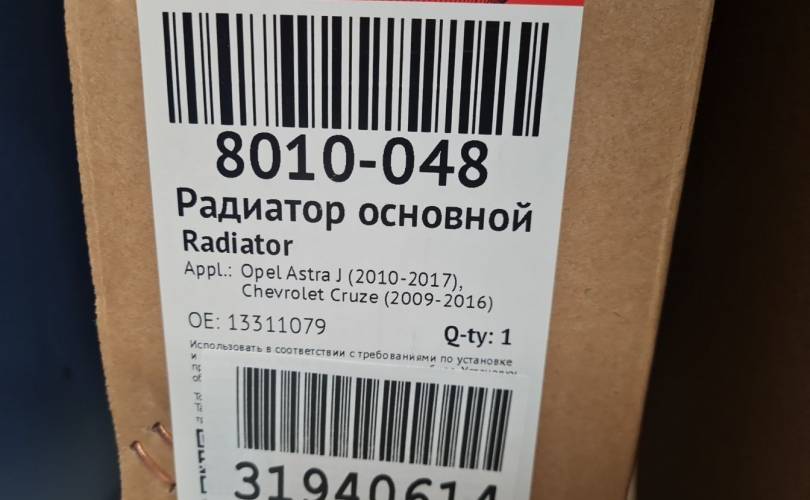 8010-048
Радиатор основной
Radiator
Appl.: Opel Astra J (2010-2017),
Chevrolet Cruze (2009-2016)
OE: 13311079
Q-ty: 1
Использовать в соответствии с требованиями по установке
и
31940614